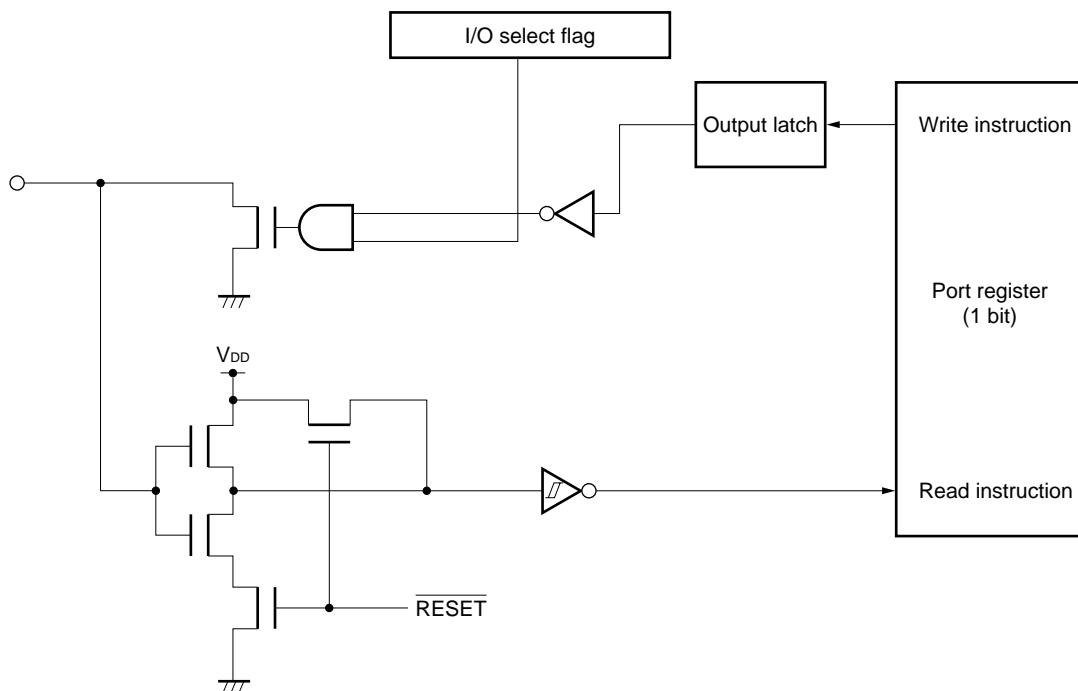 I/O select flag
Output latch
Write instruction
Port register
(1 bit)
VDD
Read instruction
RESET